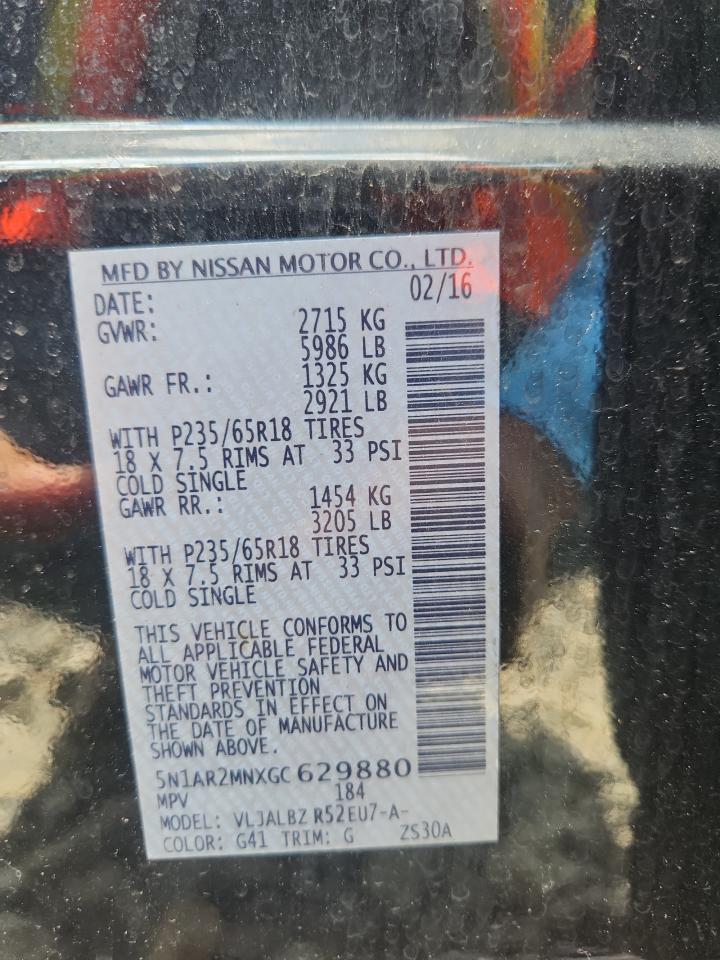 MFD BY NISSAN MOTOR CO., LTD.
DATE: 02/16
GVWR: 2715 KG
5986 LB
GAWR FR.: 1325 KG
2921 LB
WITH P235/65R18 TIRES
18 X 7.5 RIMS AT 33 PSI
COLD SINGLE
GAWR RR.: 1454 KG
3205 LB
WITH P235/65R18 TIRES
18 X 7.5 RIMS AT 33 PSI
COLD SINGLE
THIS VEHICLE CONFORMS TO
ALL APPLICABLE FEDERAL
MOTOR VEHICLE SAFETY AND
THEFT PREVENTION
STANDARDS IN EFFECT ON
THE DATE OF MANUFACTURE
SHOWN ABOVE.
5N1AR2MNXGC 629880
MPV 184
MODEL: VLJALBZ R52EU7-A-
COLOR: G41 TRIM: G ZS30A